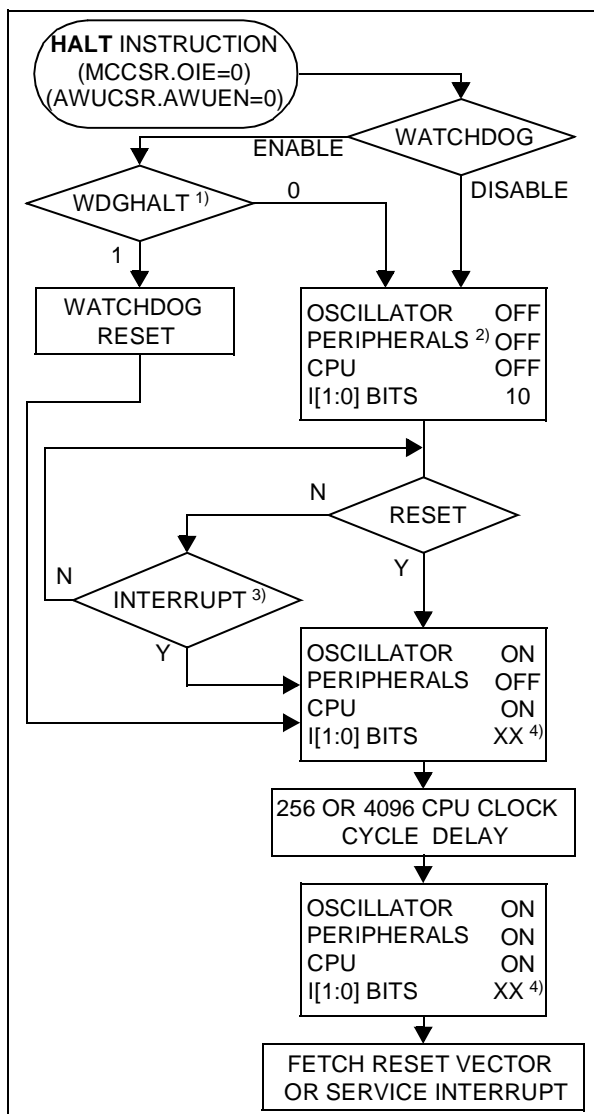 HALT INSTRUCTION
(MCCSR.OIE=0)
(AWUCSR.AWUEN=0)
WATCHDOG
ENABLE
DISABLE
WDGHALT 1)
0
1
WATCHDOG
RESET
OSCILLATOR OFF
PERIPHERALS 2) OFF
CPU OFF
I[1:0] BITS 10
RESET
N
Y
INTERRUPT 3)
N
Y
OSCILLATOR ON
PERIPHERALS OFF
CPU ON
I[1:0] BITS XX 4)
256 OR 4096 CPU CLOCK
CYCLE DELAY
OSCILLATOR ON
PERIPHERALS ON
CPU ON
I[1:0] BITS XX 4)
FETCH RESET VECTOR
OR SERVICE INTERRUPT